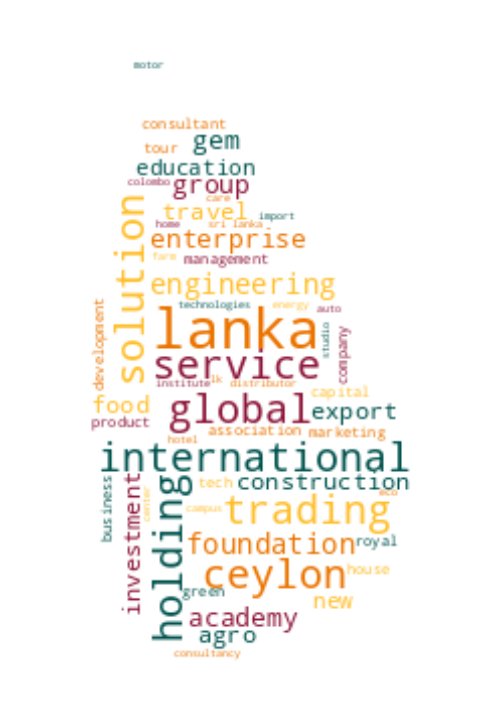 motor
consultant
tour gem
education
colombo group
care
travel import
home sri lanka
enterprise
farm management
solution
engineering
technologies energy auto
development
lanka
studio
company
service
institute lk distributor
capital
food global export
product association marketing
hotel
international
business
investment
center
holding
tech construction
eco
campus trading
foundation royal
ceylon house
green new
academy
agro
consultancy